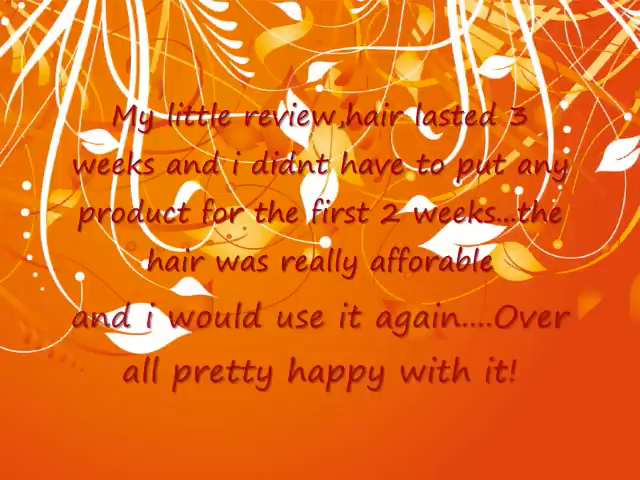 My little review,hair lasted 3
weeks and i didnt have to put any
product for the first 2 weeks...the
hair was really afforable
and i would use it again....Over
all pretty happy with it!